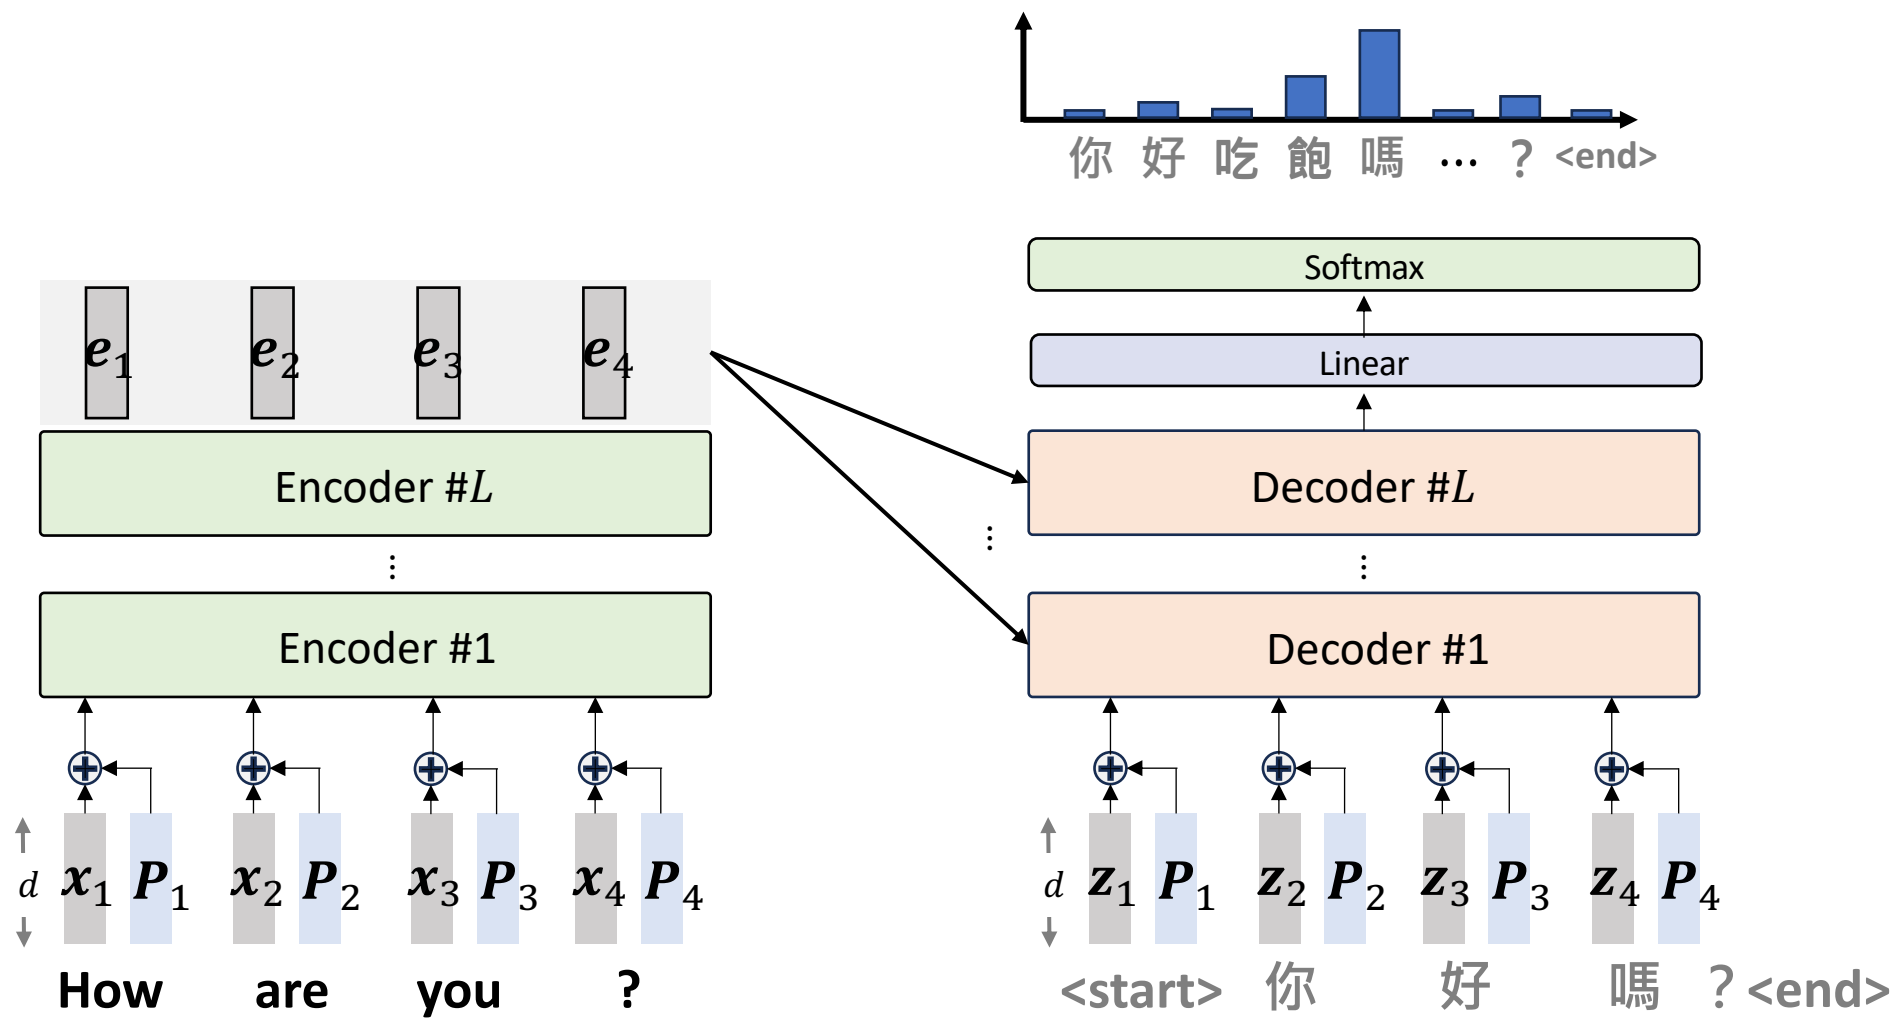 你 好 吃 飽 嗎 … ? <end>
Softmax
Linear
e1 e2 e3 e4
Encoder #L
⋮
Encoder #1
⋮
Decoder #L
⋮
Decoder #1
d x1 P1 x2 P2 x3 P3 x4 P4
How are you ?
d z1 P1 z2 P2 z3 P3 z4 P4
<start> 你 好 嗎 ? <end>